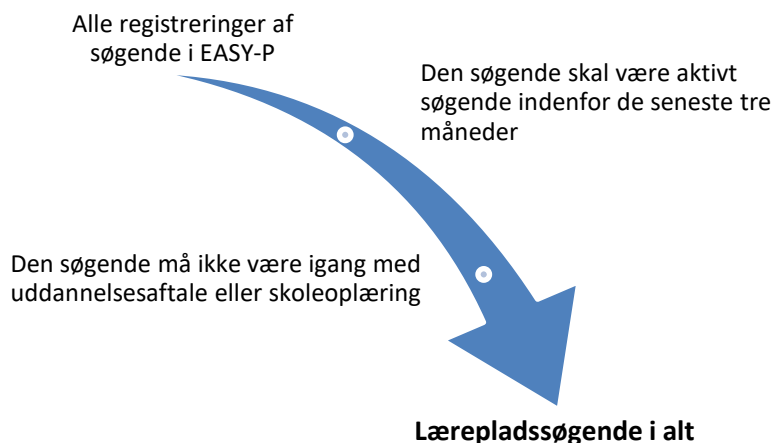 Alle registreringer af
søgende i EASY-P
Den søgende skal være aktivt
søgende indenfor de seneste tre
måneder
Den søgende må ikke være igang med
uddannelsesaftale eller skoleoplæring
Lærepladssøgende i alt